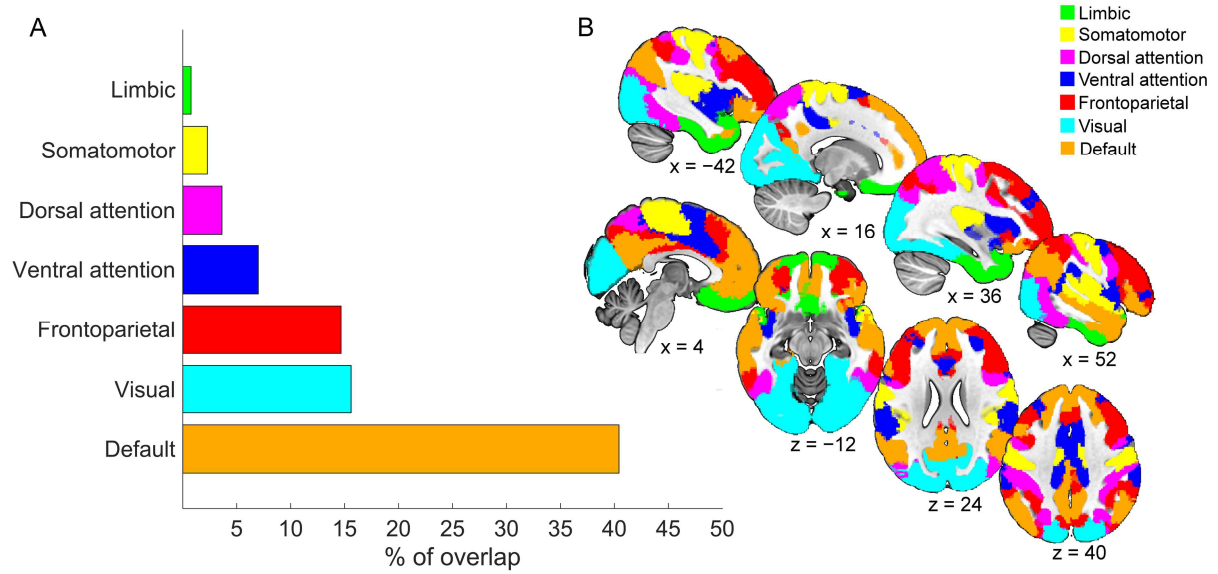 A
Limbic
Somatomotor
Dorsal attention
Ventral attention
Frontoparietal
Visual
Default
5 10 15 20 25 30 35 40 45 50
% of overlap
B
Limbic
Somatomotor
Dorsal attention
Ventral attention
Frontoparietal
Visual
Default
x = −42
x = 16
x = 36
x = 52
x = 4
z = −12
z = 24
z = 40